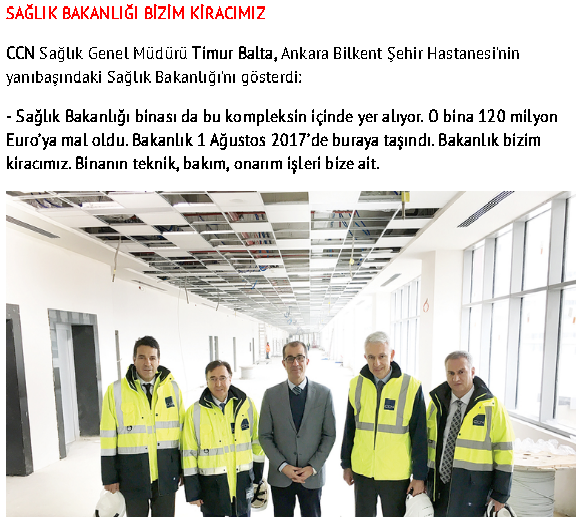 SAĞLIK BAKANLIĞI BİZİM KİRACIMIZ
CCN Sağlık Genel Müdürü Timur Balta, Ankara Bilkent Şehir Hastanesi'nin
yanıbaşındaki Sağlık Bakanlığı'nı gösterdi:
- Sağlık Bakanlığı binası da bu kompleksin içinde yer alıyor. O bina 120 milyon
Euro'ya mal oldu. Bakanlık 1 Ağustos 2017'de buraya taşındı. Bakanlık bizim
kiracımız. Binanın teknik, bakım, onarım işleri bize ait.
CCN